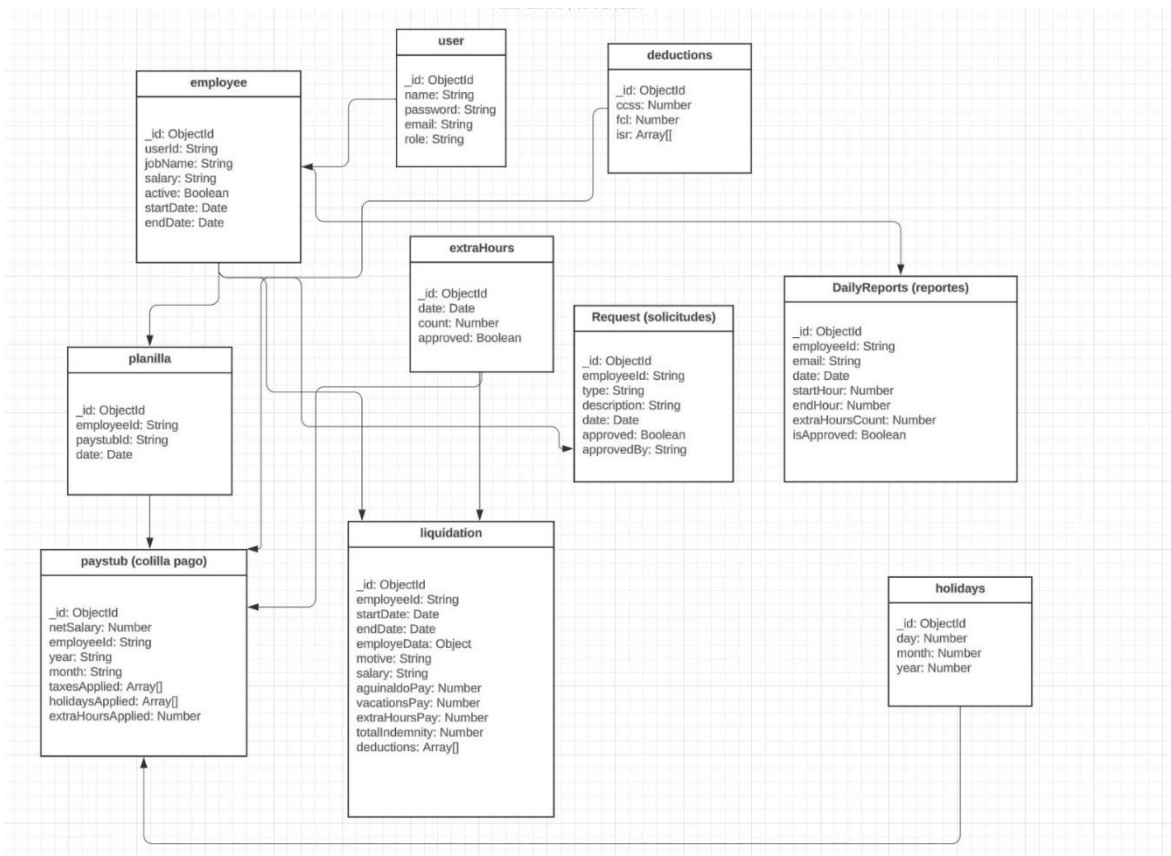 user
_id: ObjectId
name: String
password: String
email: String
role: String
deductions
_id: ObjectId
ccss: Number
fcl: Number
isr: Array[[
employee
_id: ObjectId
userId: String
jobName: String
salary: String
active: Boolean
startDate: Date
endDate: Date
extraHours
_id: ObjectId
date: Date
count: Number
approved: Boolean
DailyReports (reportes)
_id: ObjectId
employeeId: String
email: String
date: Date
startHour: Number
endHour: Number
extraHoursCount: Number
isApproved: Boolean
Request (solicitudes)
_id: ObjectId
employeeId: String
type: String
description: String
date: Date
approved: Boolean
approvedBy: String
planilla
_id: ObjectId
employeeId: String
paystubId: String
date: Date
liquidation
_id: ObjectId
employeeId: String
startDate: Date
endDate: Date
employeData: Object
motive: String
salary: String
aguinaldoPay: Number
vacationsPay: Number
extraHoursPay: Number
totalIndemnity: Number
deductions: Array[]
paystub (colilla pago)
_id: ObjectId
netSalary: Number
employeeId: String
year: String
month: String
taxesApplied: Array[]
holidaysApplied: Array[]
extraHoursApplied: Number
holidays
_id: ObjectId
day: Number
month: Number
year: Number